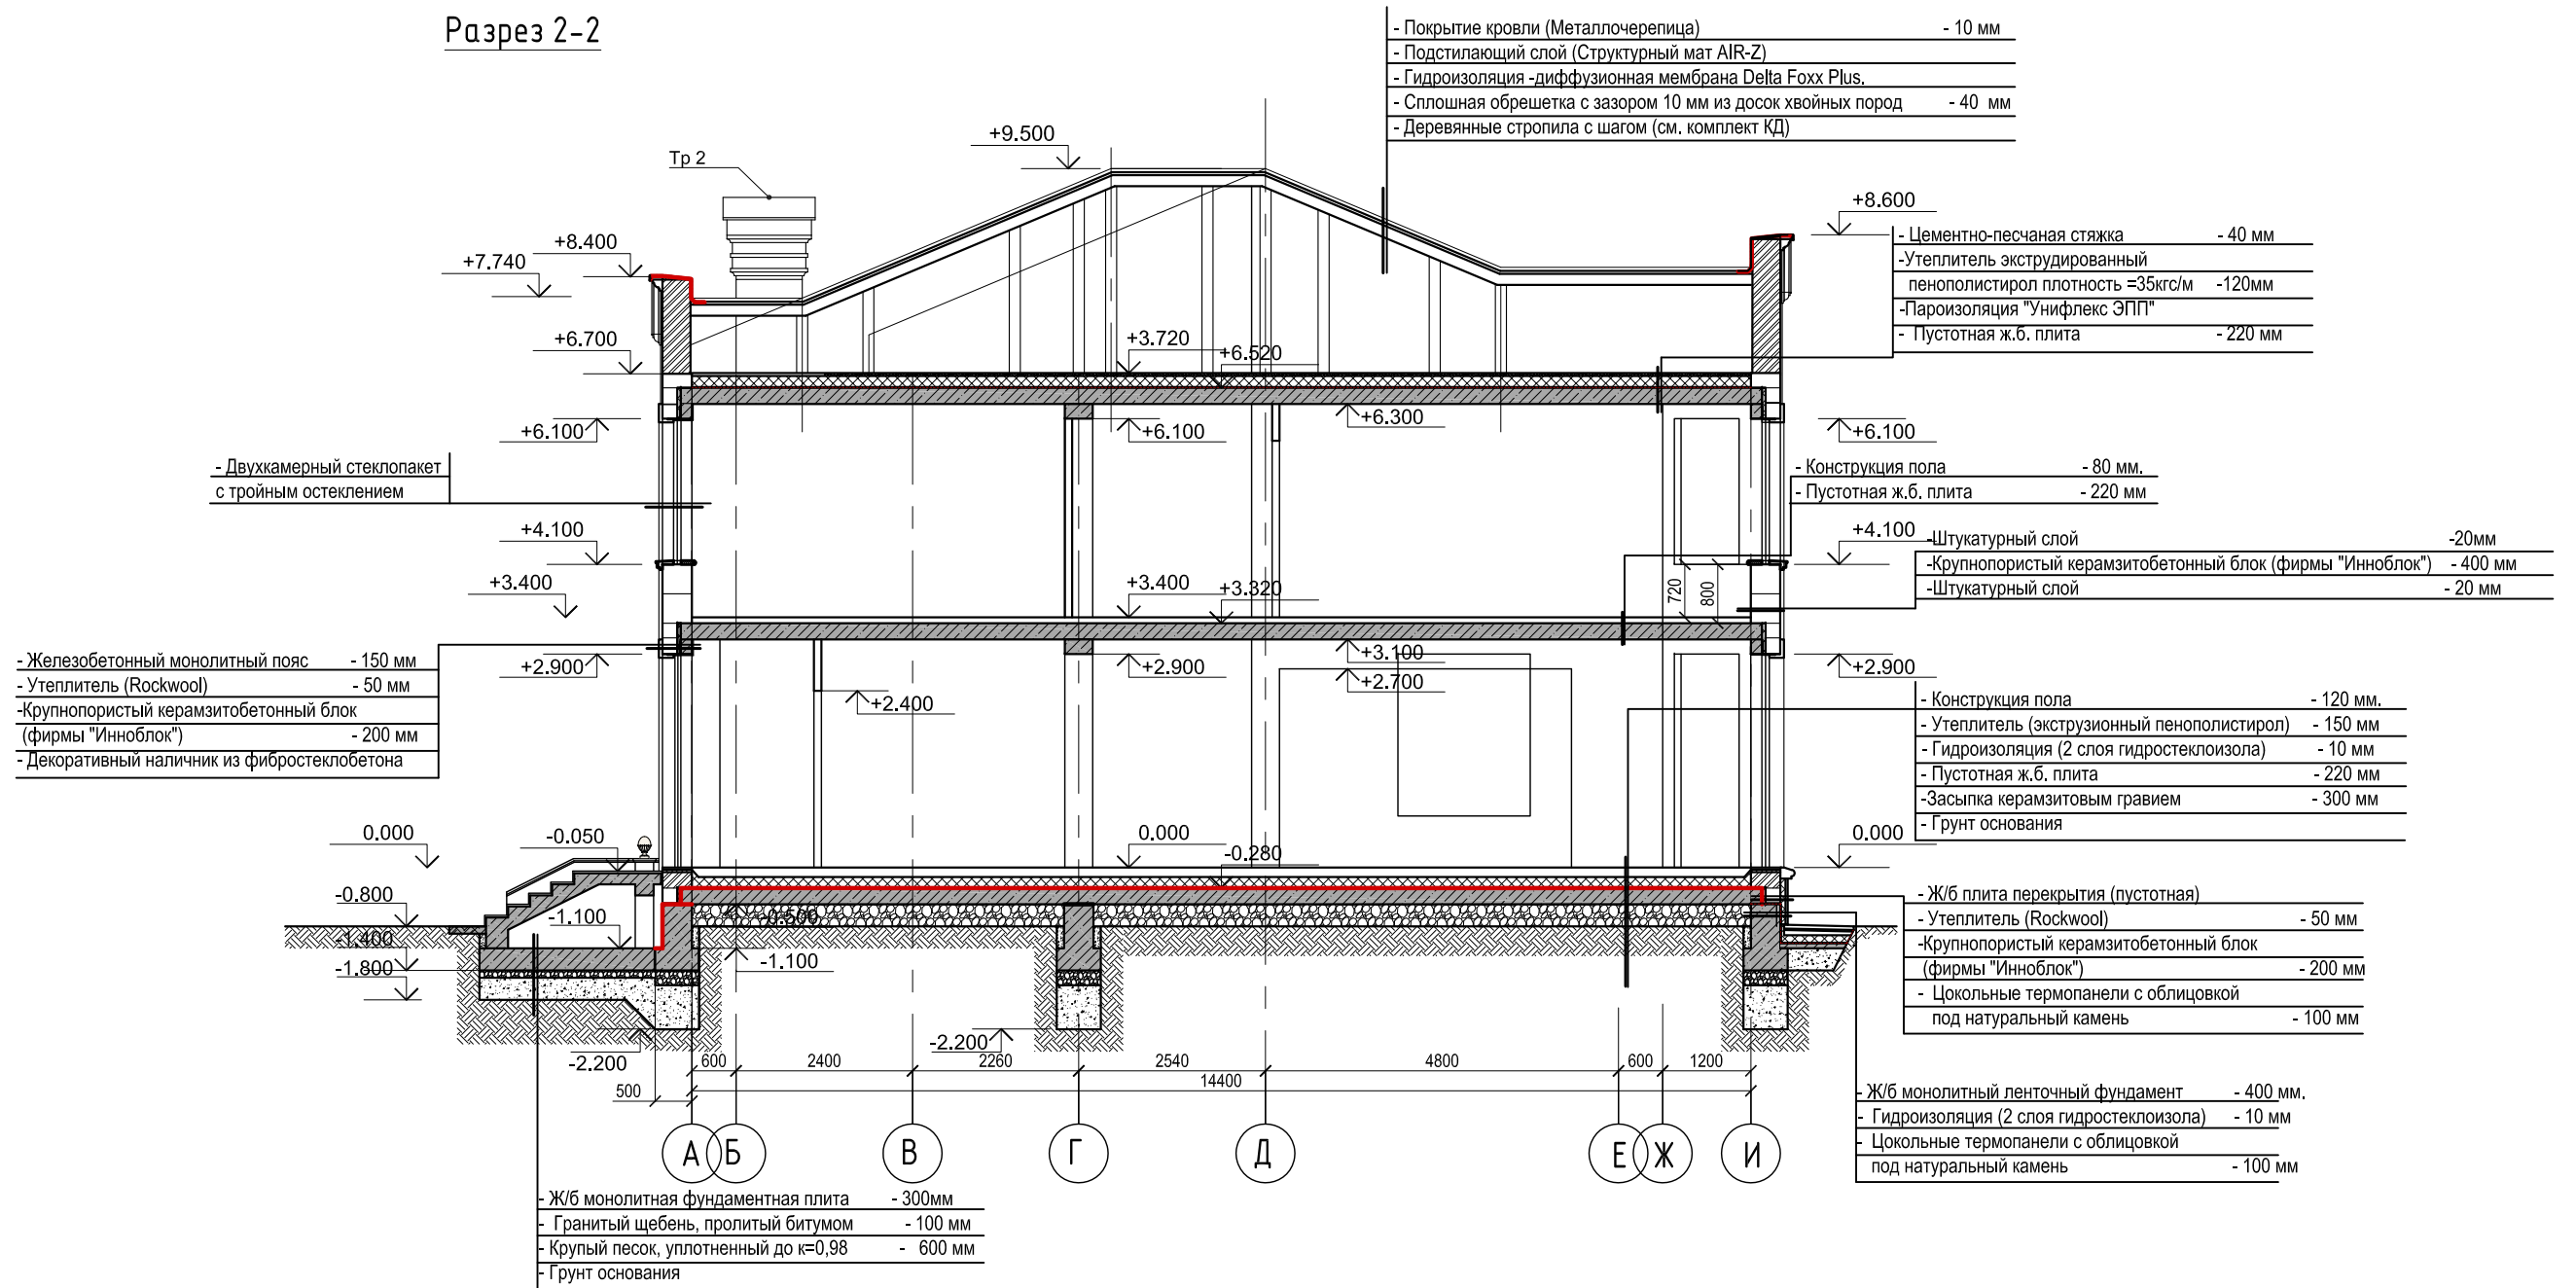 Разрез 2-2
- Покрытие кровли (Металлочерепица) - 10 мм
- Подстилающий слой (Структурный мат AIR-Z)
- Гидроизоляция -диффузионная мембрана Delta Foxx Plus.
- Сплошная обрешетка с зазором 10 мм из досок хвойных пород - 40 мм
- Деревянные стропила с шагом (см. комплект КД)
+9.500
Тр 2
+8.600
+8.400
+7.740
- Цементно-песчаная стяжка - 40 мм
-Утеплитель экструдированный
пенополистирол плотность =35кгс/м -120мм
-Пароизоляция "Унифлекс ЭПП"
- Пустотная ж.б. плита - 220 мм
+6.700
+3.720
+6.520
+6.100
+6.100
+6.300
+6.100
- Двухкамерный стеклопакет
с тройным остеклением
- Конструкция пола - 80 мм.
- Пустотная ж.б. плита - 220 мм
+4.100
+4.100
-Штукатурный слой -20мм
-Крупнопористый керамзитобетонный блок (фирмы "Инноблок") - 400 мм
-Штукатурный слой - 20 мм
+3.400
+3.400
+3.320
720
800
- Железобетонный монолитный пояс - 150 мм
- Утеплитель (Rockwool) - 50 мм
-Крупнопористый керамзитобетонный блок
(фирмы "Инноблок") - 200 мм
- Декоративный наличник из фибростеклобетона
+2.900
+2.900
+3.100
+2.700
+2.900
+2.400
- Конструкция пола - 120 мм.
- Утеплитель (экструзионный пенополистирол) - 150 мм
- Гидроизоляция (2 слоя гидростеклоизола) - 10 мм
- Пустотная ж.б. плита - 220 мм
-Засыпка керамзитовым гравием - 300 мм
- Грунт основания
0.000
-0.050
0.000
-0.280
0.000
-0.800
-1.100
-0.500
-1.400
-1.800
-1.100
- Ж/б плита перекрытия (пустотная)
- Утеплитель (Rockwool) - 50 мм
-Крупнопористый керамзитобетонный блок
(фирмы "Инноблок") - 200 мм
- Цокольные термопанели с облицовкой
под натуральный камень - 100 мм
-2.200
-2.200
600 2400 2260 2540 4800 600 1200
14400
500
- Ж/б монолитный ленточный фундамент - 400 мм.
- Гидроизоляция (2 слоя гидростеклоизола) - 10 мм
- Цокольные термопанели с облицовкой
под натуральный камень - 100 мм
А Б В Г Д Е Ж И
- Ж/б монолитная фундаментная плита - 300мм
- Гранитый щебень, пролитый битумом - 100 мм
- Крупый песок, уплотненный до к=0,98 - 600 мм
- Грунт основания